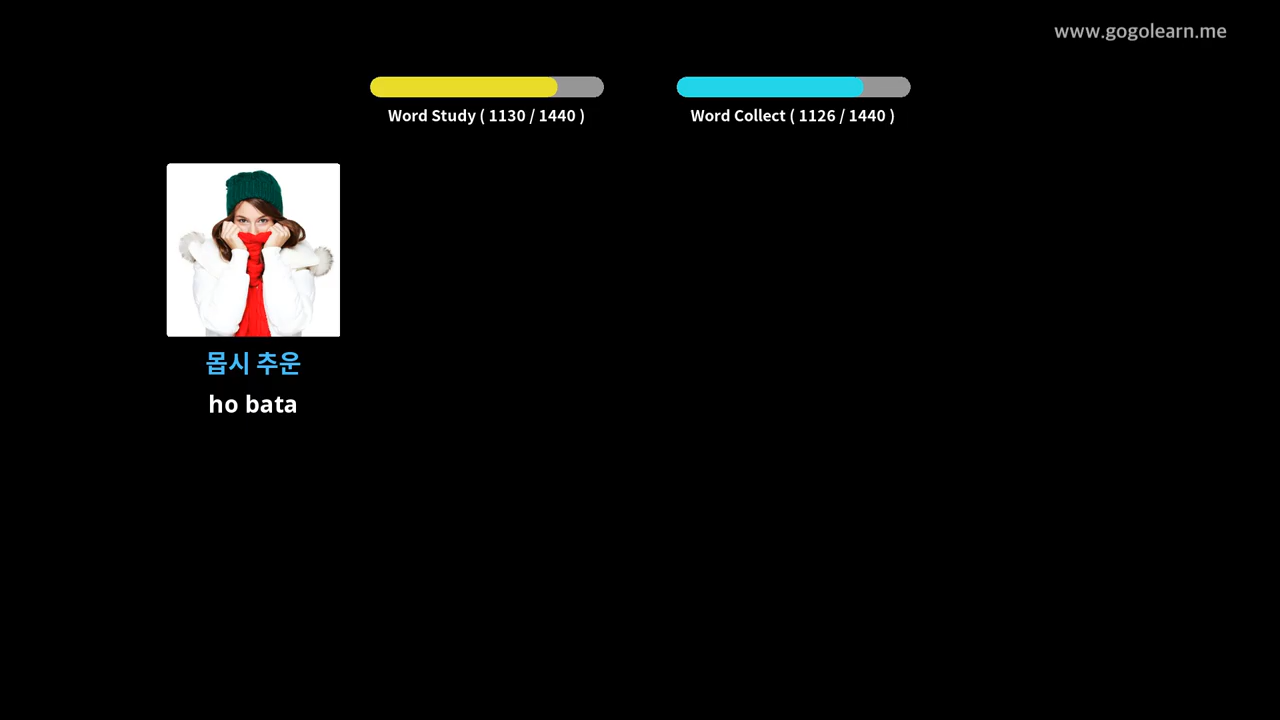 www.gogolearn.me
Word Study ( 1130 / 1440 )
Word Collect ( 1126 / 1440 )
몹시 추운
ho bata